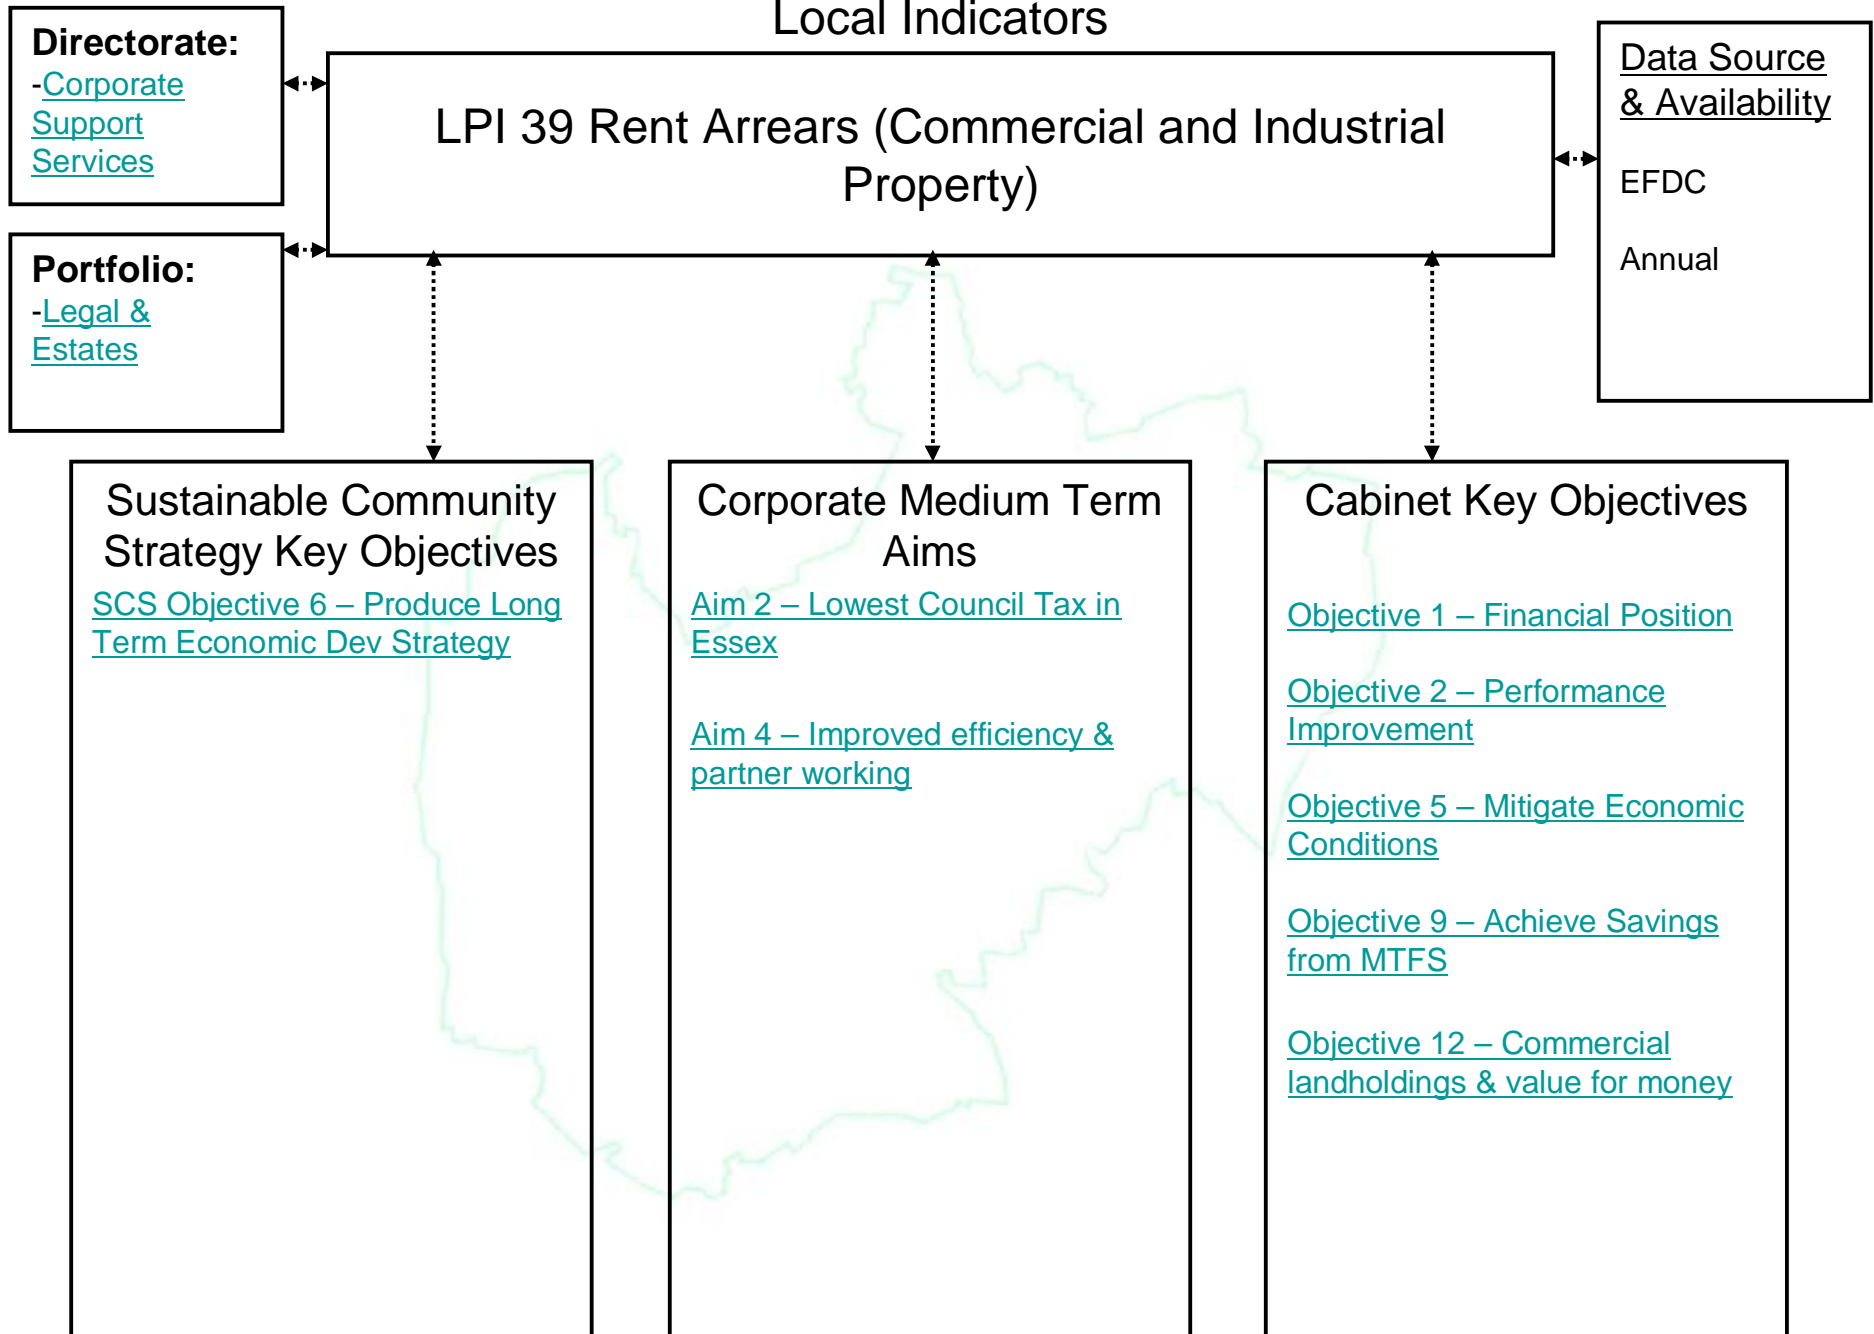 Local Indicators
Directorate:
-Corporate
Support
Services
LPI 39 Rent Arrears (Commercial and Industrial
Property)
Data Source
& Availability
EFDC
Annual
Portfolio:
-Legal &
Estates
Sustainable Community
Strategy Key Objectives
SCS Objective 6 – Produce Long
Term Economic Dev Strategy
Corporate Medium Term
Aims
Aim 2 – Lowest Council Tax in
Essex
Aim 4 – Improved efficiency &
partner working
Cabinet Key Objectives
Objective 1 – Financial Position
Objective 2 – Performance
Improvement
Objective 5 – Mitigate Economic
Conditions
Objective 9 – Achieve Savings
from MTFS
Objective 12 – Commercial
landholdings & value for money